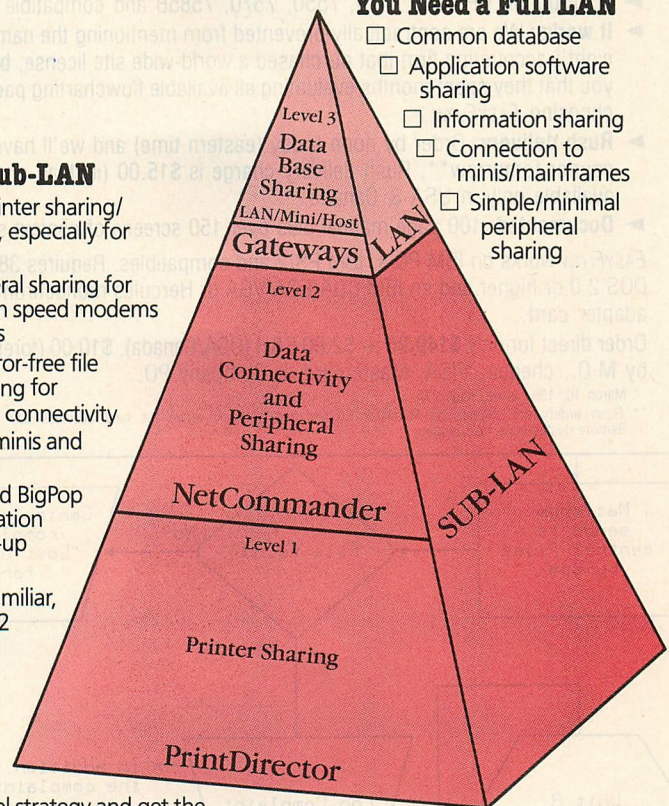 You Need a Full LAN
☐ Common database
☐ Application software
sharing
☐ Information sharing
☐ Connection to
minis/mainframes
☐ Simple/minimal
peripheral
sharing
ub-LAN
inter sharing/
, especially for
eral sharing for
h speed modems
s
or-free file
ng for
connectivity
minis and
d BigPop
ation
-up
miliar,
2
Level 3
Data
Base
Sharing
LAN/Mini/Host
Gateways
LAN
Level 2
Data
Connectivity
and
Peripheral
Sharing
NetCommander
SUB-LAN
Level 1
Printer Sharing
PrintDirector
ol strategy and get the